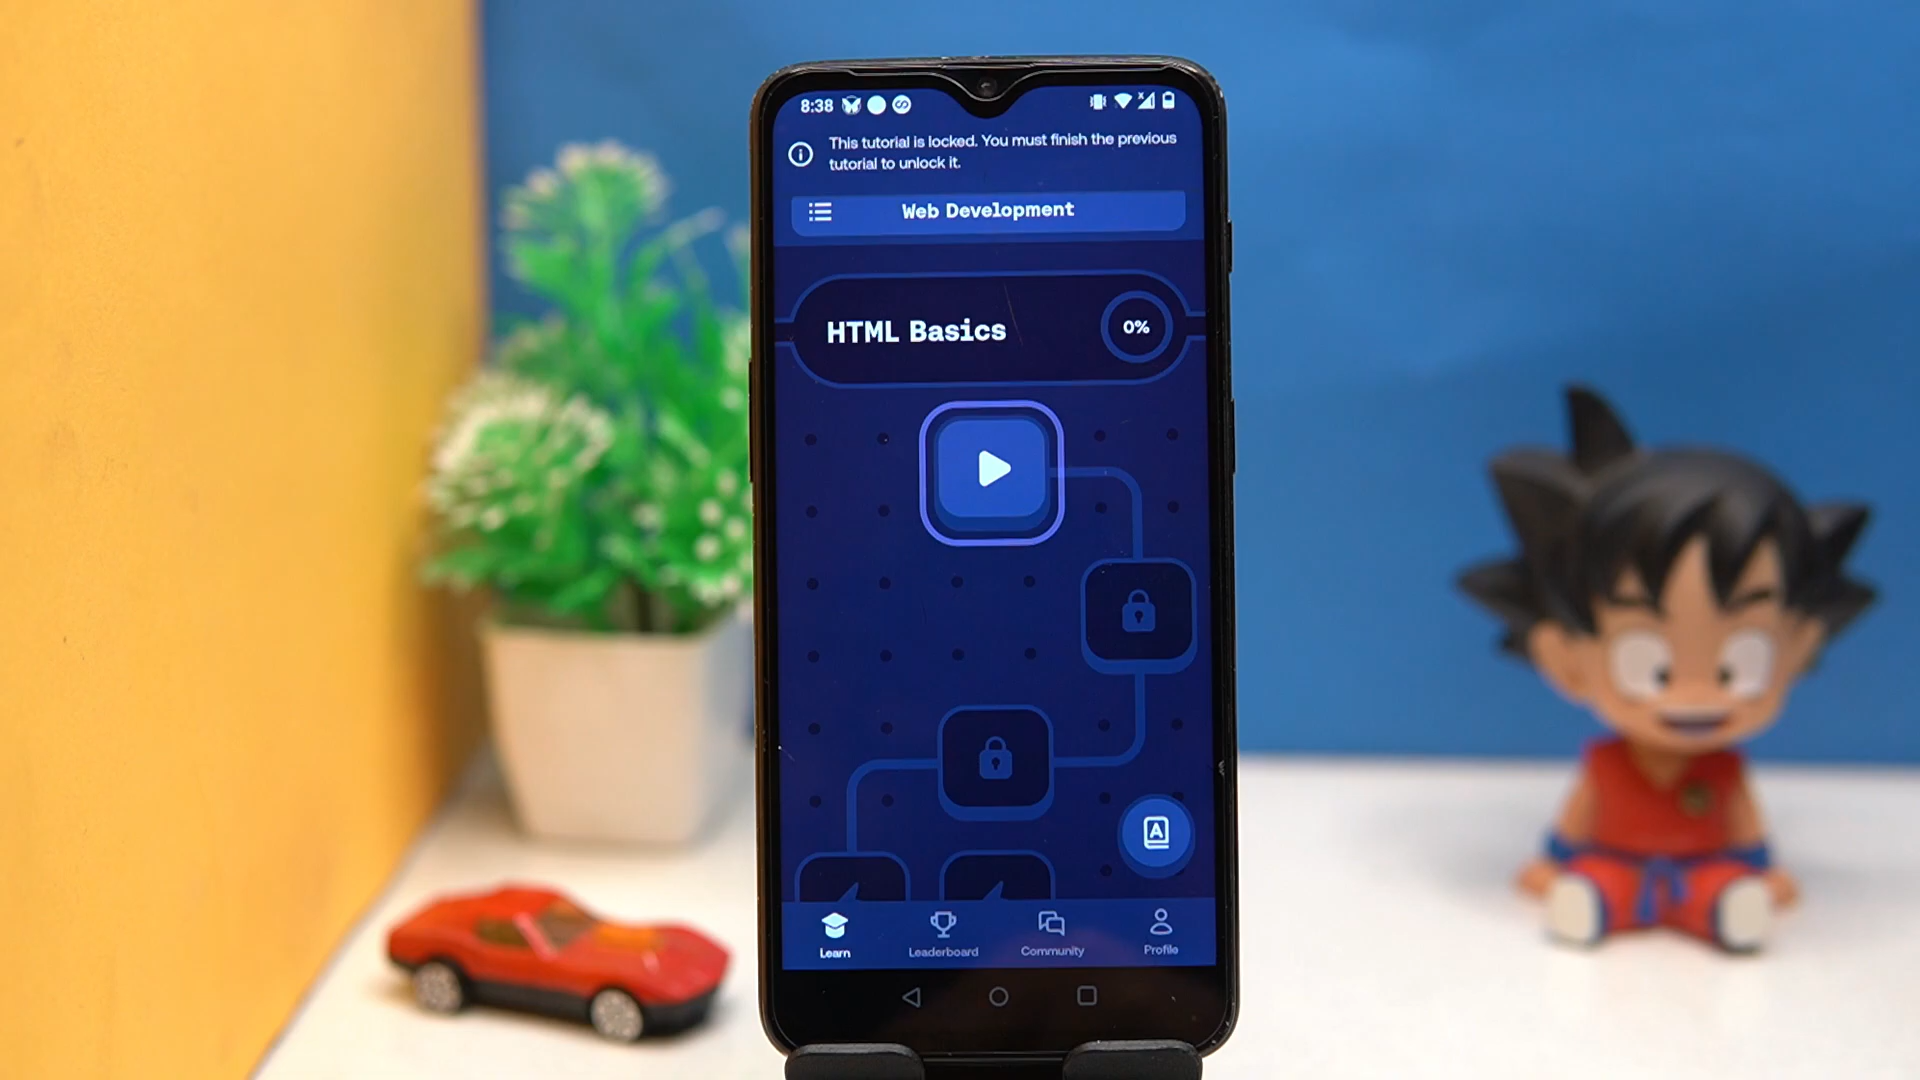 8:38
This tutorial is locked. You must finish the previous
tutorial to unlock it.
Web Development
HTML Basics
0%
A
Learn
Leaderboard
Community
Profile